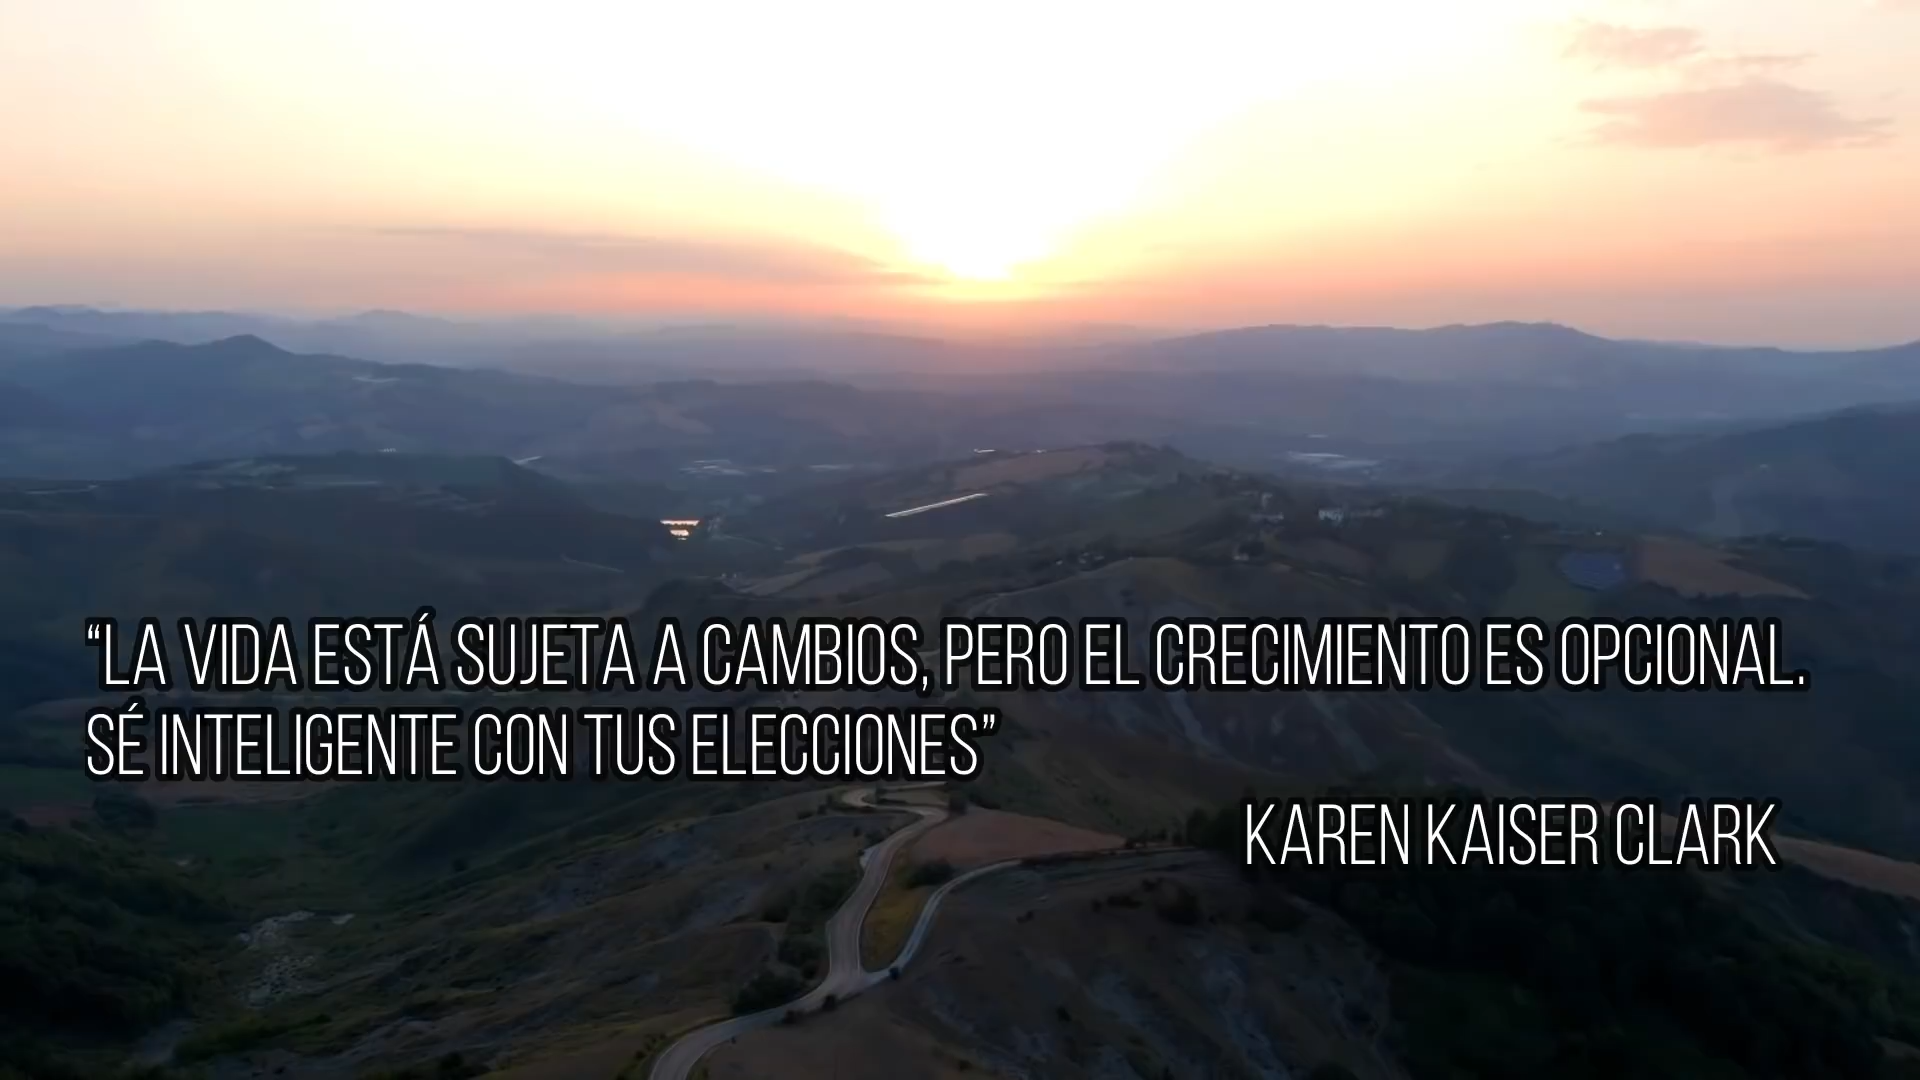 “LA VIDA ESTÁ SUJETA A CAMBIOS, PERO EL CRECIMIENTO ES OPCIONAL.
SÉ INTELIGENTE CON TUS ELECCIONES”
KAREN KAISER CLARK